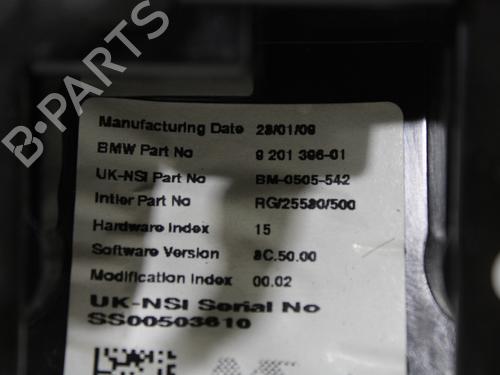 B-PARTS
Manufacturing Date 23/01/09
BMW Part No 9 201 396-01
UK-NSI Part No BM-0505-542
Intier Part No RG/25580/500
Hardware Index 15
Software Version 8C.50.00
Modification Index 00.02
UK-NSI Serial No
SS00503610